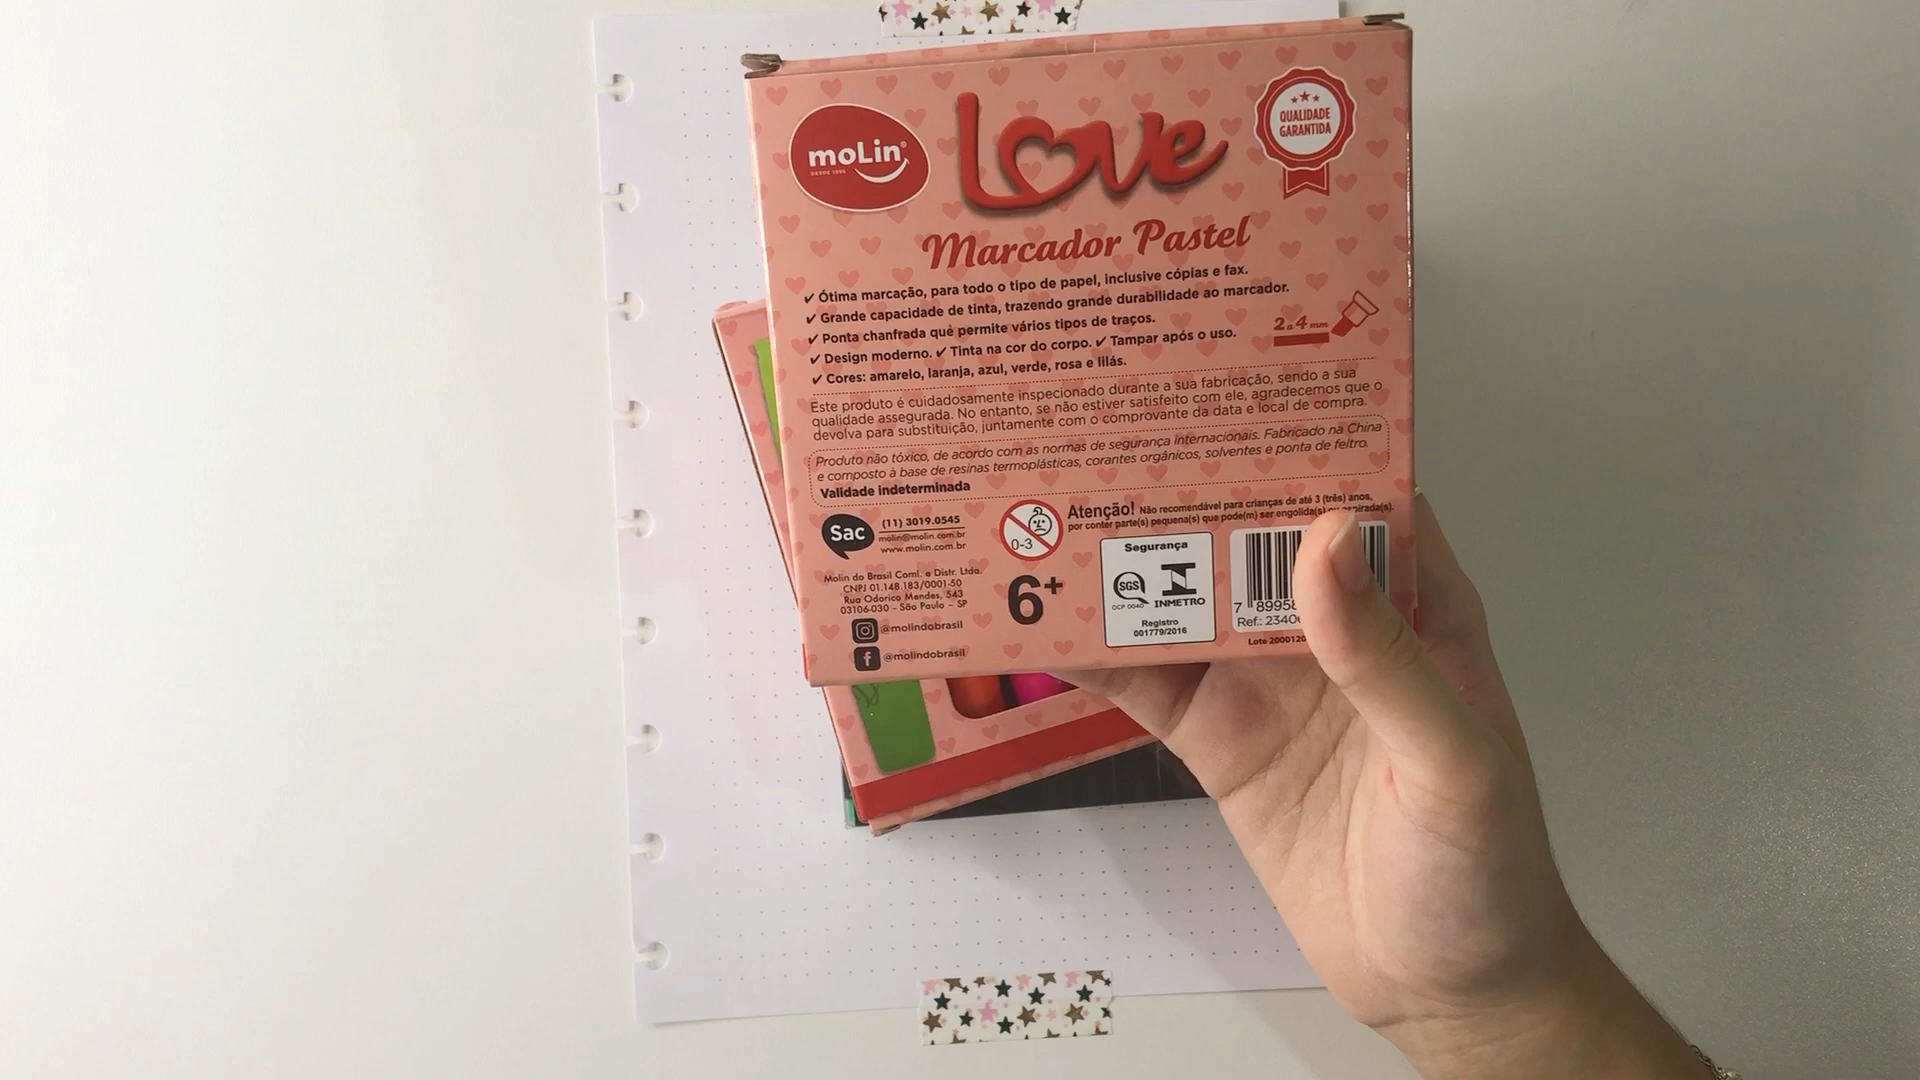 moLin
DESDE 1995
Love
QUALIDADE
GARANTIDA
Marcador Pastel
✓ Ótima marcação, para todo o tipo de papel, inclusive cópias e fax.
✓ Grande capacidade de tinta, trazendo grande durabilidade ao marcador.
✓ Ponta chanfrada que permite vários tipos de traços.
✓ Design moderno. ✓ Tinta na cor do corpo. ✓ Tampar após o uso.
✓ Cores: amarelo, laranja, azul, verde, rosa e lilás.
2 a 4 mm
Este produto é cuidadosamente inspecionado durante a sua fabricação, sendo a sua
qualidade assegurada. No entanto, se não estiver satisfeito com ele, agradecemos que o
devolva para substituição, juntamente com o comprovante da data e local de compra.
Produto não tóxico, de acordo com as normas de segurança internacionais. Fabricado na China
e composto à base de resinas termoplásticas, corantes orgânicos, solventes e ponta de feltro.
Validade indeterminada
Sac
(11) 3019.0545
molin@molin.com.br
www.molin.com.br
0-3
Atenção! Não recomendável para crianças de até 3 (três) anos,
por conter parte(s) pequena(s) que pode(m) ser engolida(s)
Molin do Brasil Coml. e Distr. Ltda.
CNPJ 01.148.183/0001-50
Rua Odorico Mendes, 543
03106-030 – São Paulo – SP
@molindobrasil
@molindobrasil
6+
Segurança
SGS
OCP 0040
INMETRO
Registro
001779/2016
7 89958
Ref.: 2340
Lote 2000120